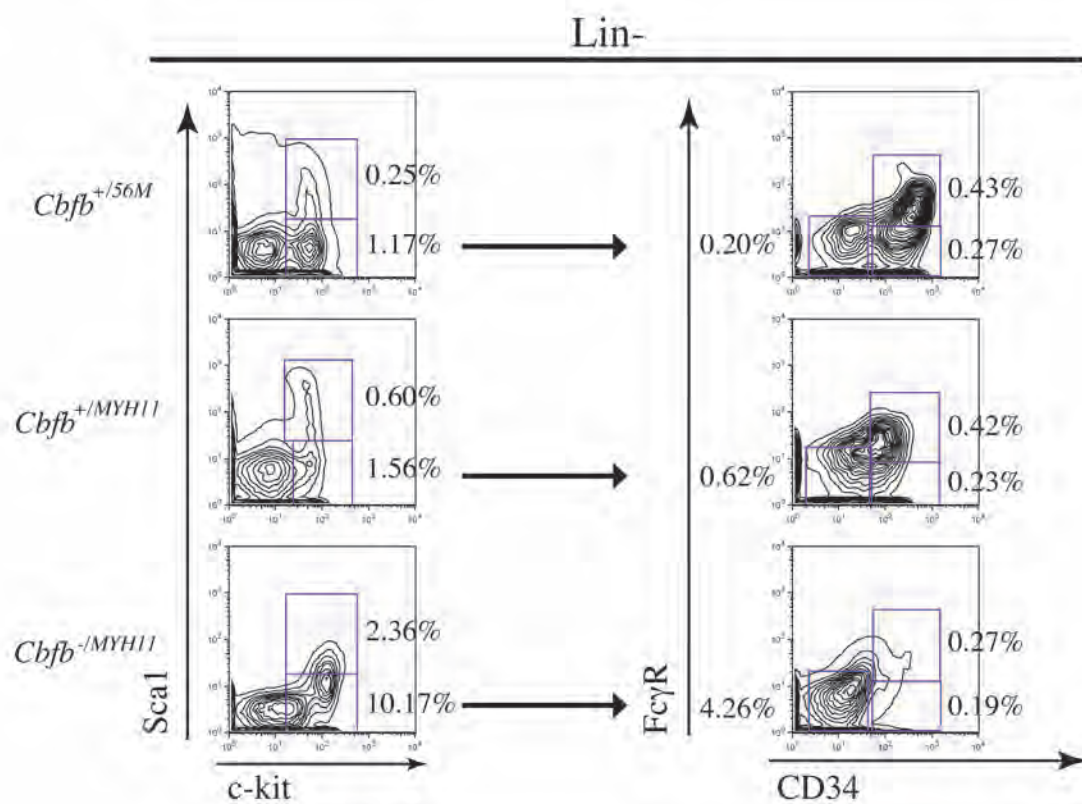 Lin-
Cbfb+/56M
0.25%
1.17%
0.20%
0.43%
0.27%
Cbfb+/MYH11
0.60%
1.56%
0.62%
0.42%
0.23%
Cbfb-/MYH11
2.36%
10.17%
4.26%
0.27%
0.19%
Sca1
FcγR
c-kit
CD34